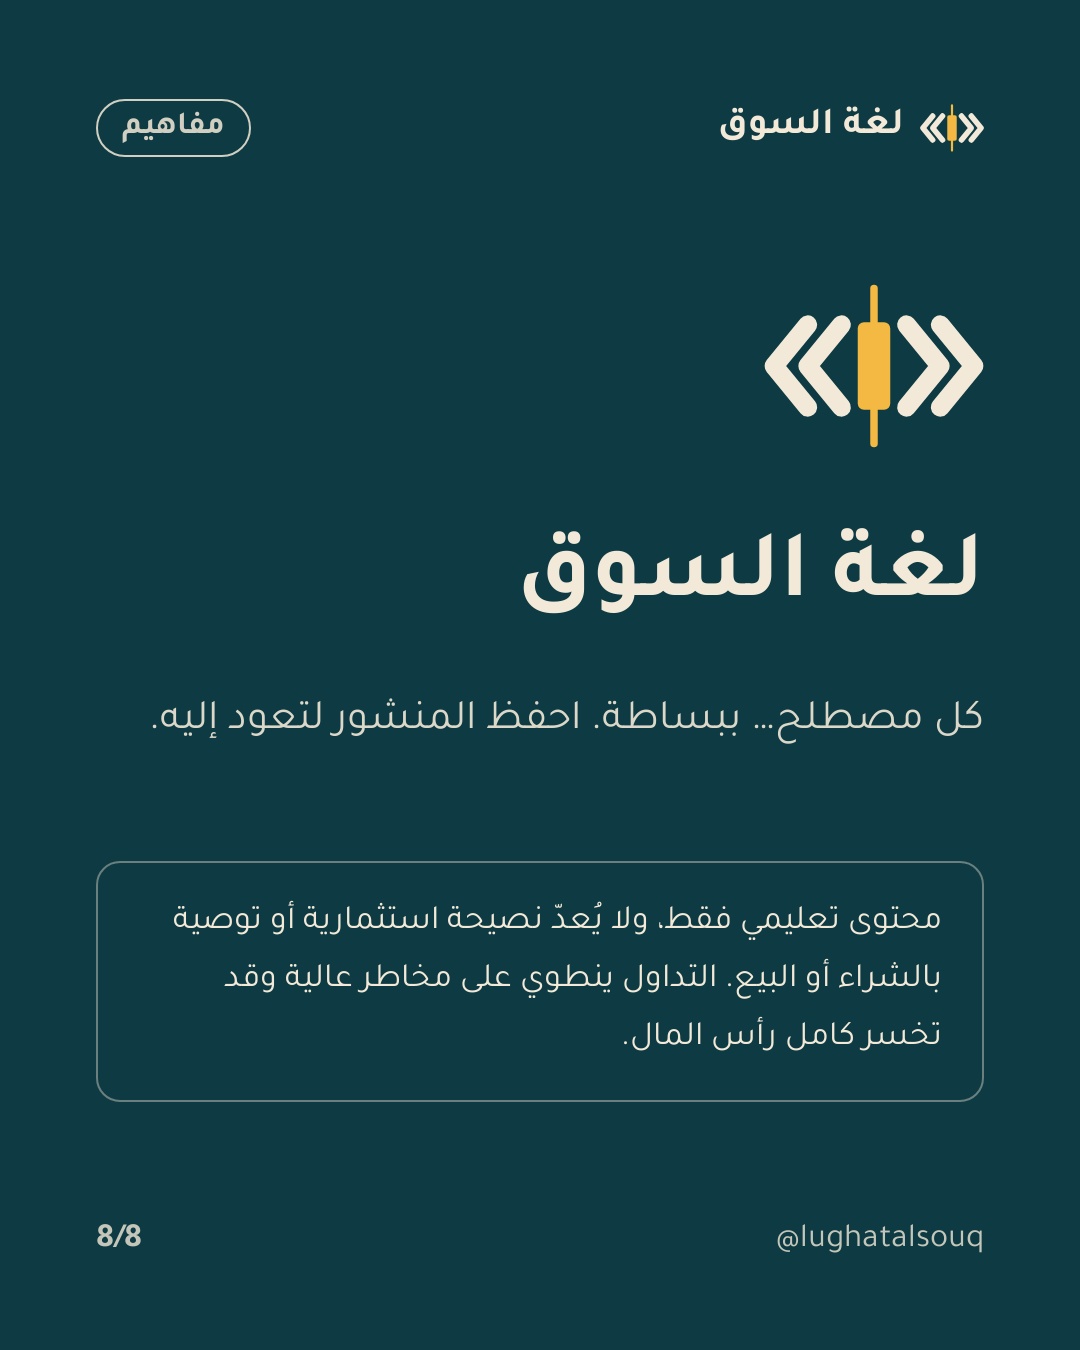 لغة السوق
مفاهيم
لغة السوق
كل مصطلح... ببساطة. احفظ المنشور لتعود إليه.
محتوى تعليمي فقط، ولا يُعدّ نصيحة استثمارية أو توصية
بالشراء أو البيع. التداول ينطوي على مخاطر عالية وقد
تخسر كامل رأس المال.
@lughatalsouq
8/8